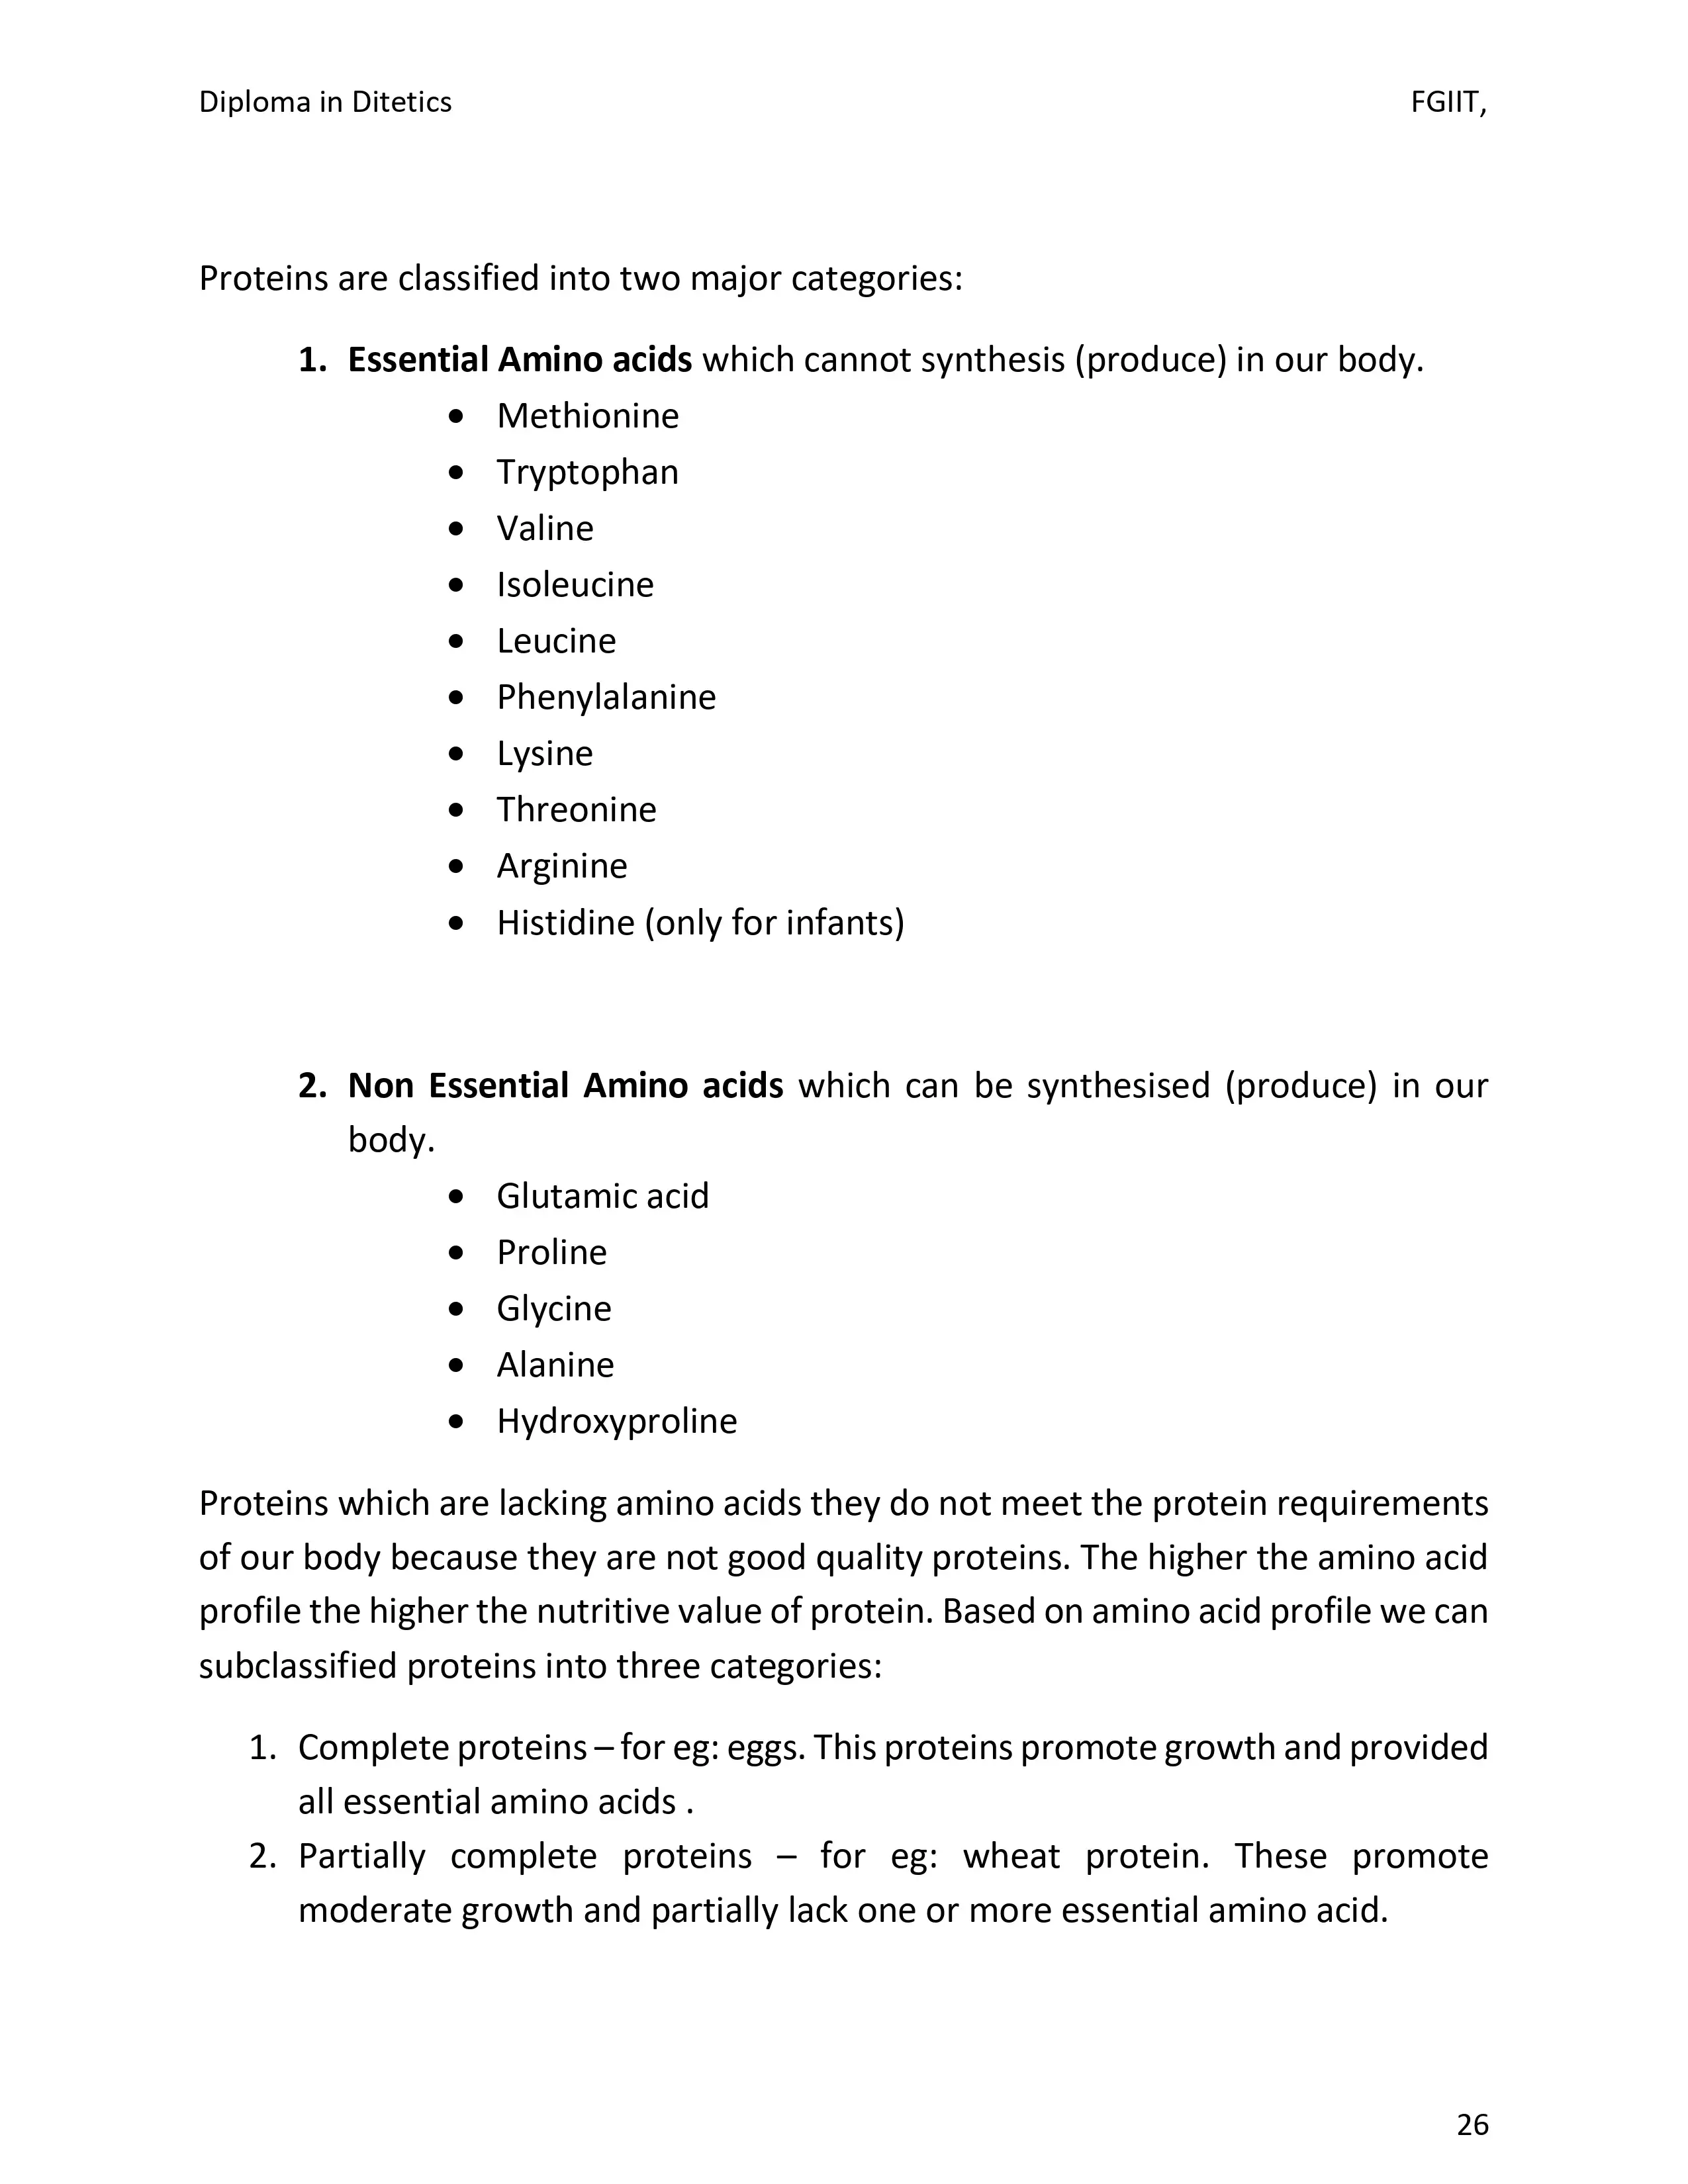 Diploma in Ditetics FGIIT,
Proteins are classified into two major categories:
1. Essential Amino acids which cannot synthesis (produce) in our body.
• Methionine
• Tryptophan
• Valine
• Isoleucine
• Leucine
• Phenylalanine
• Lysine
• Threonine
• Arginine
• Histidine (only for infants)
2. Non Essential Amino acids which can be synthesised (produce) in our
body.
• Glutamic acid
• Proline
• Glycine
• Alanine
• Hydroxyproline
Proteins which are lacking amino acids they do not meet the protein requirements
of our body because they are not good quality proteins. The higher the amino acid
profile the higher the nutritive value of protein. Based on amino acid profile we can
subclassified proteins into three categories:
1. Complete proteins – for eg: eggs. This proteins promote growth and provided
all essential amino acids .
2. Partially complete proteins – for eg: wheat protein. These promote
moderate growth and partially lack one or more essential amino acid.
26